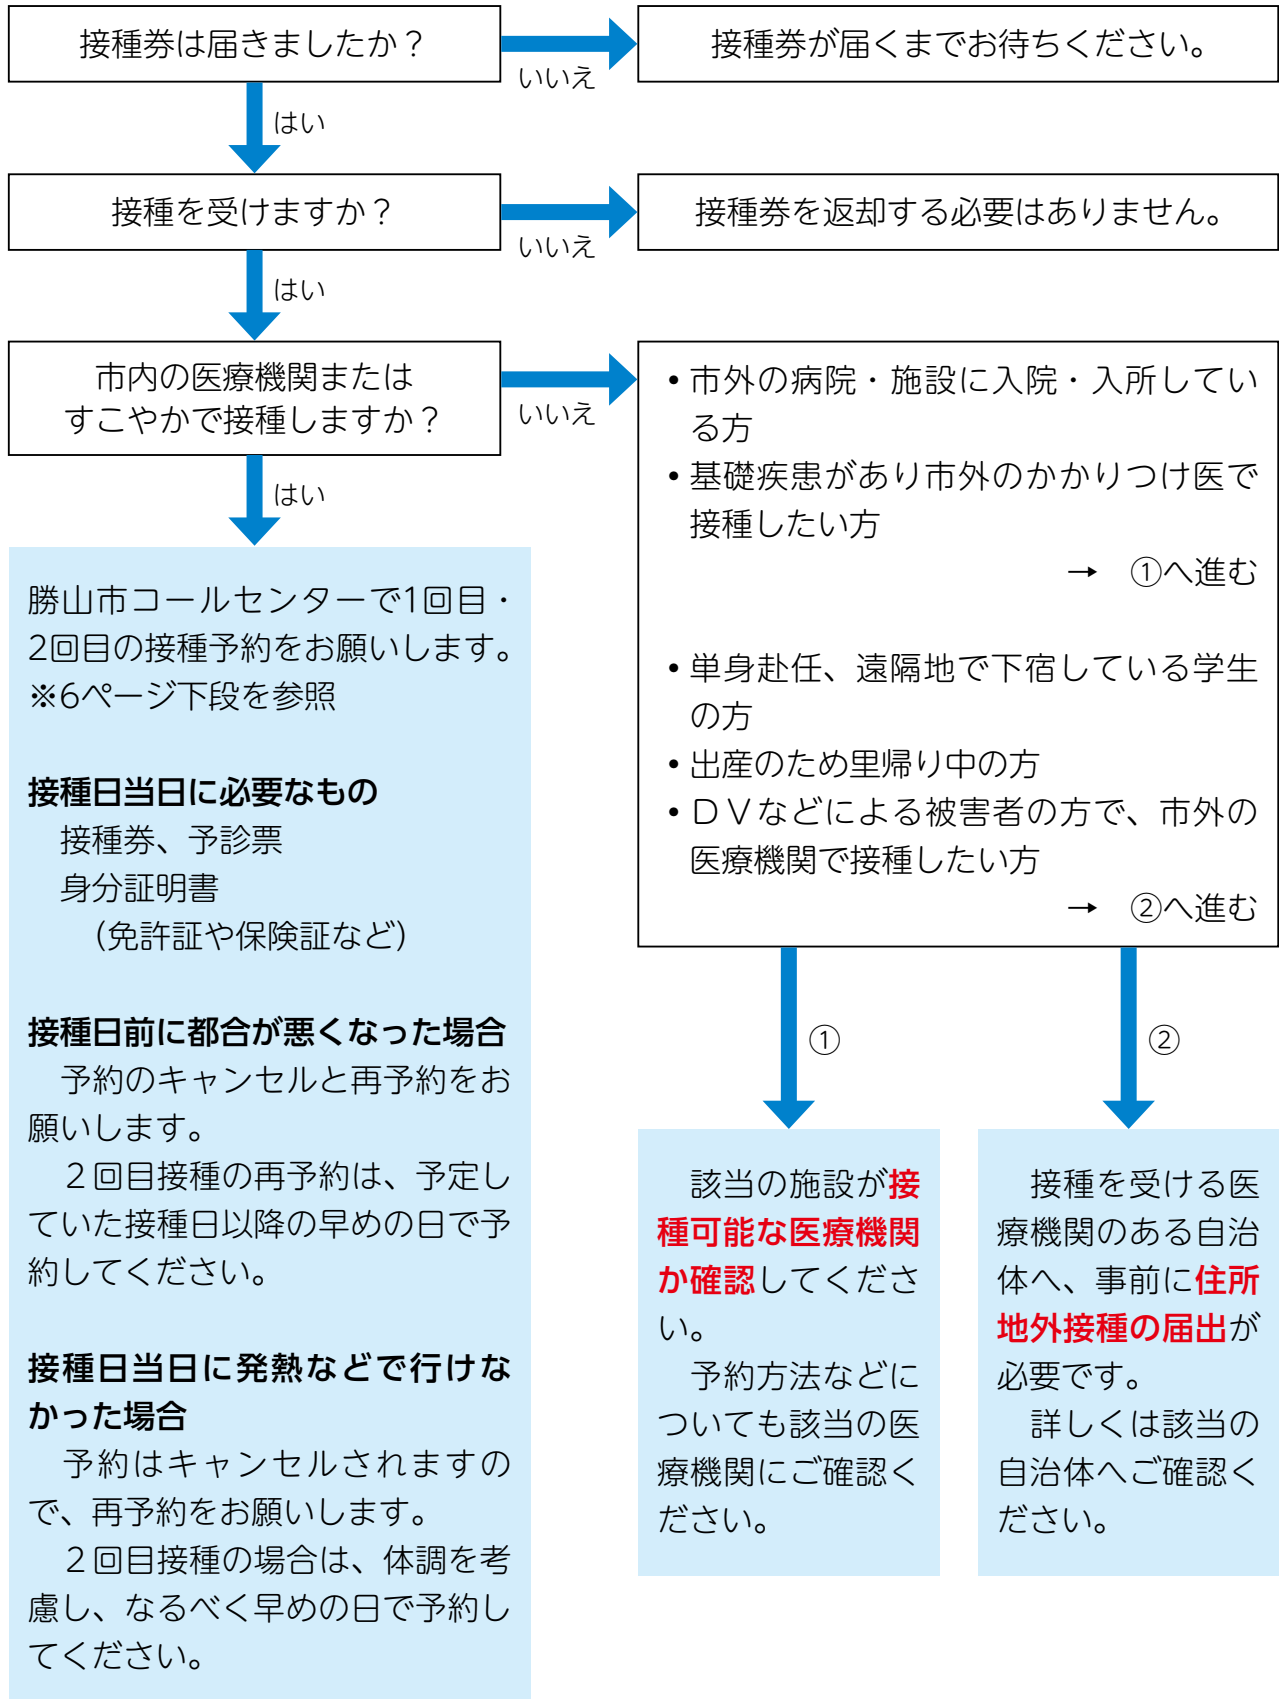 接種券は届きましたか？
いいえ
接種券が届くまでお待ちください。
はい
接種を受けますか？
いいえ
接種券を返却する必要はありません。
はい
市内の医療機関または
すこやかで接種しますか？
いいえ
はい
•市外の病院・施設に入院・入所してい
る方
•基礎疾患があり市外のかかりつけ医で
接種したい方
→　①へ進む
•単身赴任、遠隔地で下宿している学生
の方
•出産のため里帰り中の方
•ＤＶなどによる被害者の方で、市外の
医療機関で接種したい方
→　②へ進む
勝山市コールセンターで1回目・
2回目の接種予約をお願いします。
※6ページ下段を参照
接種日当日に必要なもの
接種券、予診票
身分証明書
（免許証や保険証など）
接種日前に都合が悪くなった場合
予約のキャンセルと再予約をお
願いします。
２回目接種の再予約は、予定し
ていた接種日以降の早めの日で予
約してください。
接種日当日に発熱などで行けな
かった場合
予約はキャンセルされますの
で、再予約をお願いします。
２回目接種の場合は、体調を考
慮し、なるべく早めの日で予約し
てください。
①
該当の施設が接
種可能な医療機関
か確認してくださ
い。
予約方法などに
ついても該当の医
療機関にご確認く
ださい。
②
接種を受ける医
療機関のある自治
体へ、事前に住所
地外接種の届出が
必要です。
詳しくは該当の
自治体へご確認く
ださい。